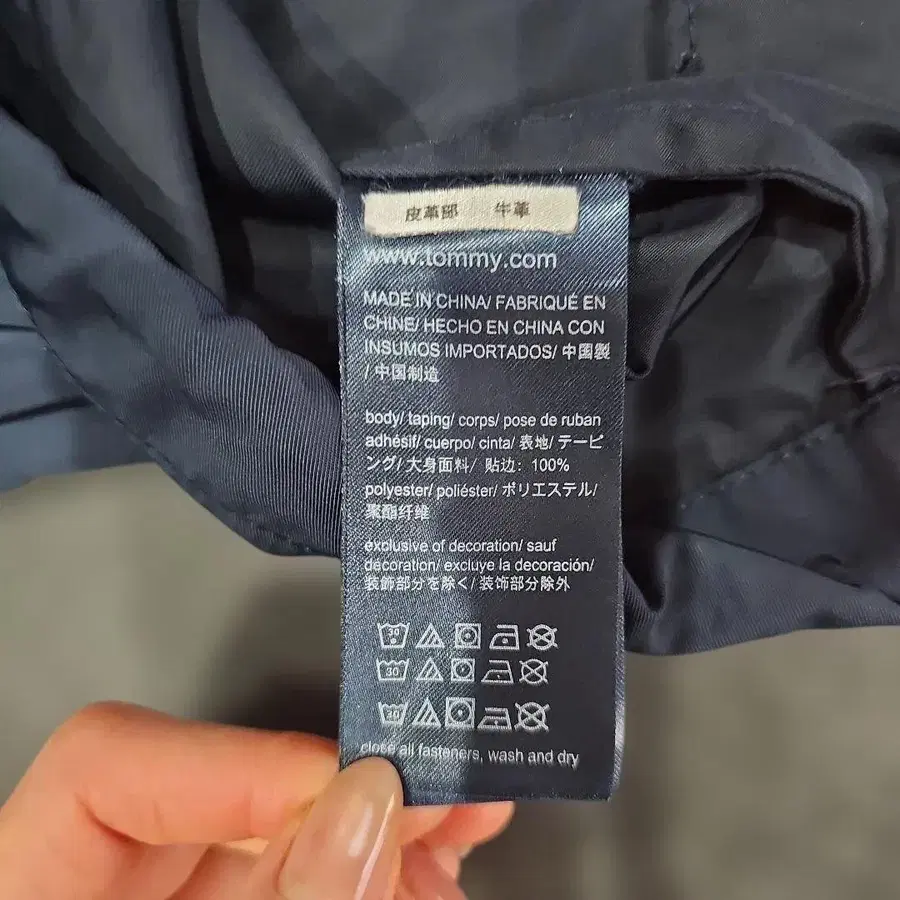 皮革部 牛革
www.tommy.com
MADE IN CHINA/ FABRIQUÉ EN
CHINE/ HECHO EN CHINA CON
INSUMOS IMPORTADOS/ 中国製
/ 中国制造
body/ taping/ corps/ pose de ruban
adhésif/ cuerpo/ cinta/ 表地/ テーピ
ング/ 大身面料/ 贴边: 100%
polyester/ poliéster/ ポリエステル/
聚酯纤维
exclusive of decoration/ sauf
décoration/ excluye la decoración/
装飾部分を除く/ 装饰部分除外
30
30
30
close all fasteners, wash and dry